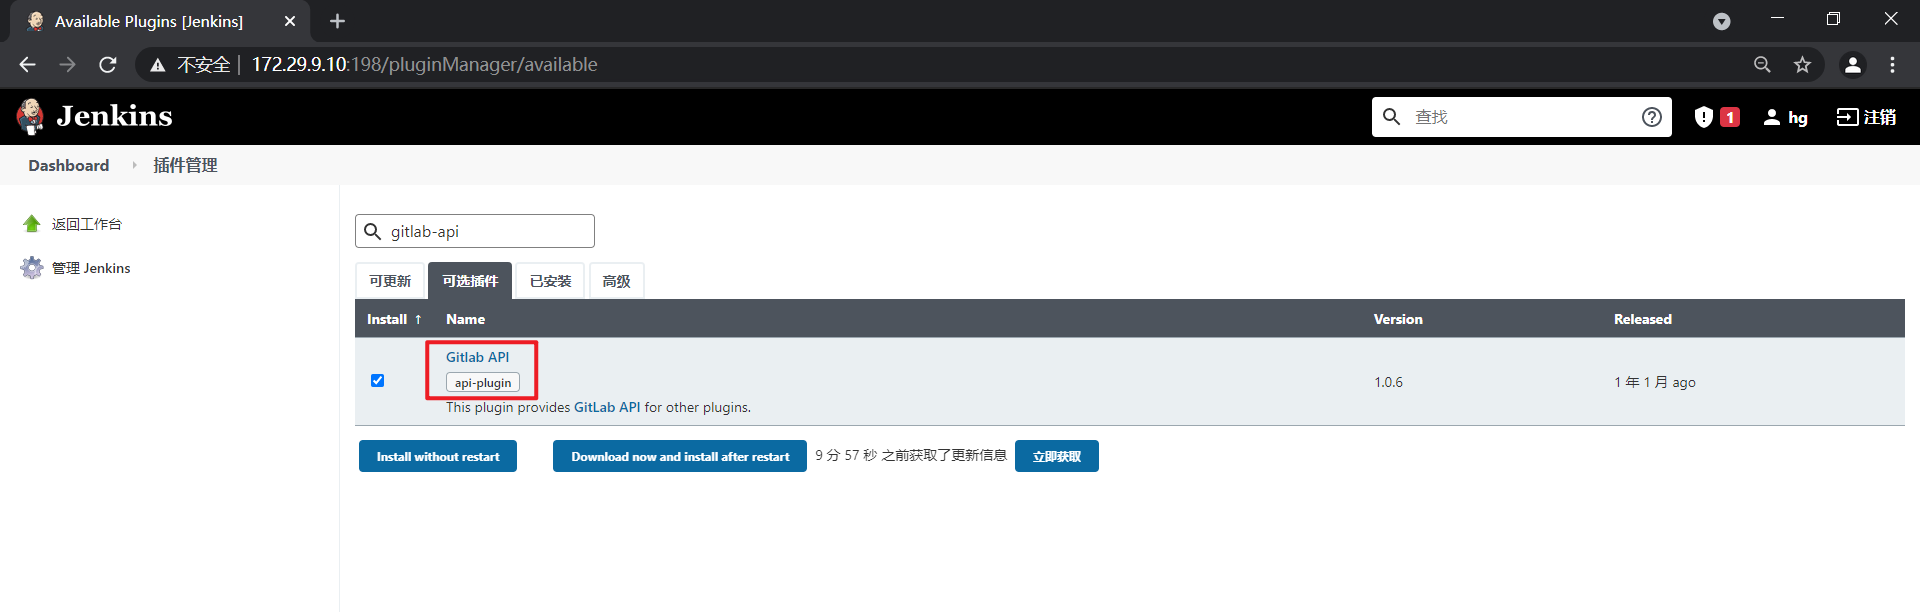 Available Plugins [Jenkins]
不安全 | 172.29.9.10:198/pluginManager/available
Jenkins
查找
1
hg
注销
Dashboard
插件管理
返回工作台
管理 Jenkins
gitlab-api
可更新
可选插件
已安装
高级
Install ↑ Name Version Released
Gitlab API
api-plugin
1.0.6
1 年 1 月 ago
This plugin provides GitLab API for other plugins.
Install without restart
Download now and install after restart
9 分 57 秒 之前获取了更新信息
立即获取